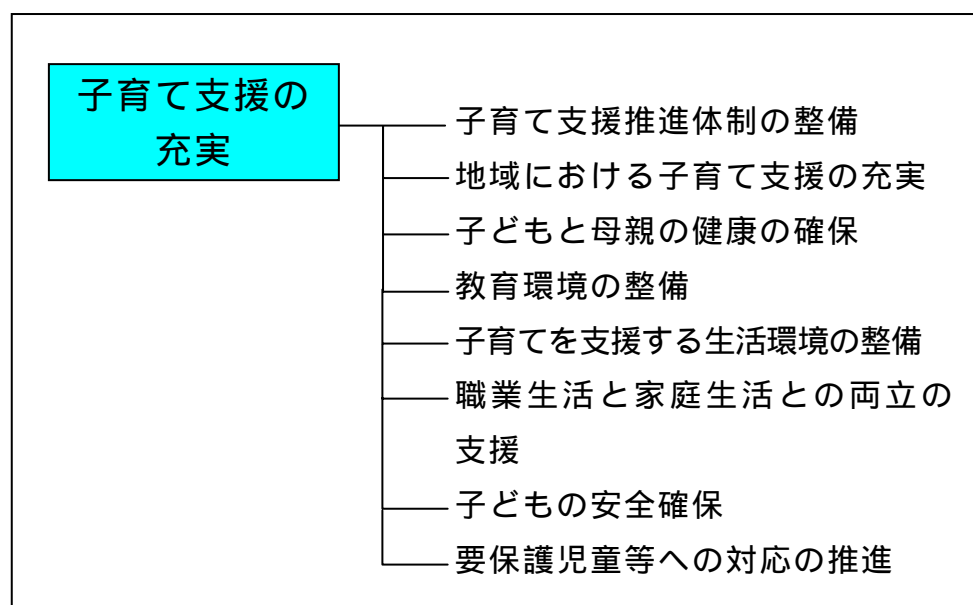 子育て支援の
充実
子育て支援推進体制の整備
地域における子育て支援の充実
子どもと母親の健康の確保
教育環境の整備
子育てを支援する生活環境の整備
職業生活と家庭生活との両立の
支援
子どもの安全確保
要保護児童等への対応の推進